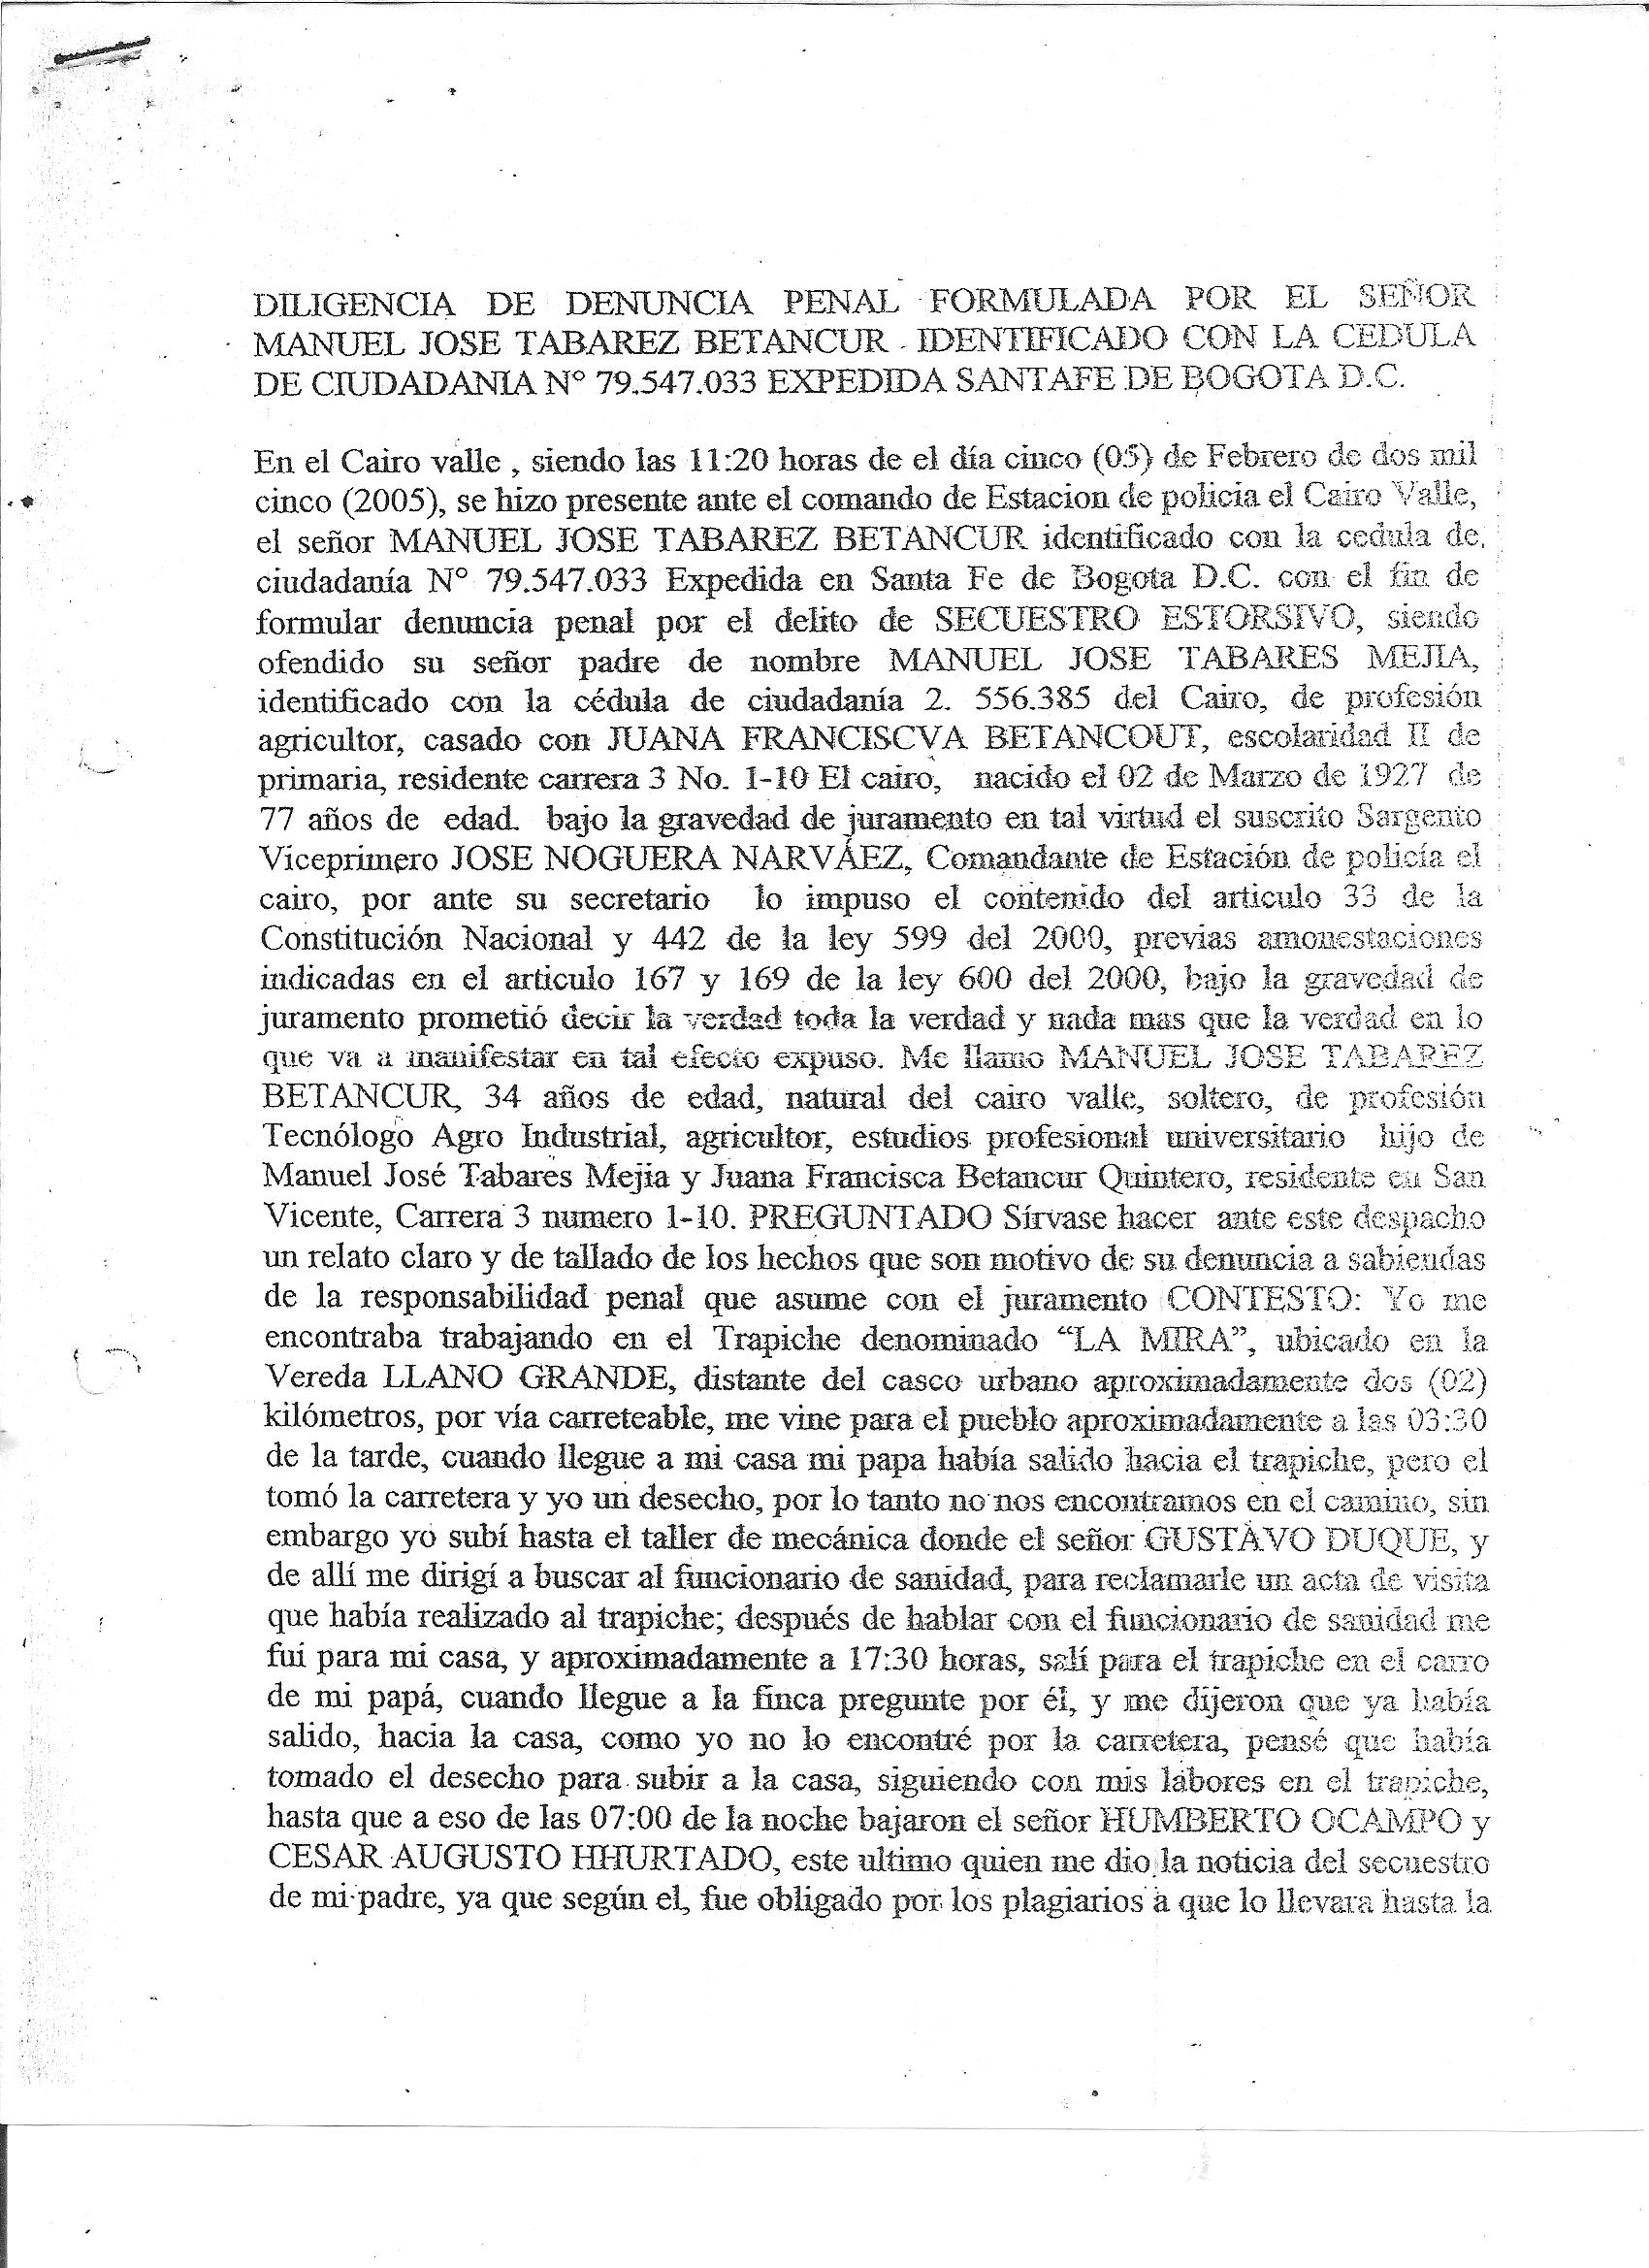 DILIGENCIA DE DENUNCIA PENAL FORMULADA POR EL SEÑOR
MANUEL JOSE TABAREZ BETANCUR . IDENTIFICADO CON LA CEDULA
DE CIUDADANIA N° 79.547.033 EXPEDIDA SANTAFE DE BOGOTA D.C.
En el Cairo valle , siendo las 11:20 horas de el día cinco (05) de Febrero de dos mil
cinco (2005), se hizo presente ante el comando de Estacion de policia el Cairo Valle,
el señor MANUEL JOSE TABAREZ BETANCUR identificado con la cedula de
ciudadanía N° 79.547.033 Expedida en Santa Fe de Bogota D.C. con el fin de
formular denuncia penal por el delito de SECUESTRO ESTORSIVO, siendo
ofendido su señor padre de nombre MANUEL JOSE TABARES MEJIA,
identificado con la cédula de ciudadanía 2. 556.385 del Cairo, de profesión
agricultor, casado con JUANA FRANCISCVA BETANCOUT, escolaridad II de
primaria, residente carrera 3 No. 1-10 El cairo, nacido el 02 de Marzo de 1927 de
77 años de edad. bajo la gravedad de juramento en tal virtud el suscrito Sargento
Viceprimero JOSE NOGUERA NARVÁEZ, Comandante de Estación de policía el
cairo, por ante su secretario lo impuso el contenido del articulo 33 de la
Constitución Nacional y 442 de la ley 599 del 2000, previas amonestaciones
indicadas en el articulo 167 y 169 de la ley 600 del 2000, bajo la gravedad de
juramento prometió decir la verdad toda la verdad y nada mas que la verdad en lo
que va a manifestar en tal efecto expuso. Me llamo MANUEL JOSE TABAREZ
BETANCUR, 34 años de edad, natural del cairo valle, soltero, de profesión
Tecnólogo Agro Industrial, agricultor, estudios profesional universitario hijo de
Manuel José Tabares Mejia y Juana Francisca Betancur Quintero, residente en San
Vicente, Carrera 3 numero 1-10. PREGUNTADO Sírvase hacer ante este despacho
un relato claro y de tallado de los hechos que son motivo de su denuncia a sabiendas
de la responsabilidad penal que asume con el juramento CONTESTO: Yo me
encontraba trabajando en el Trapiche denominado “LA MIRA”, ubicado en la
Vereda LLANO GRANDE, distante del casco urbano aproximadamente dos (02)
kilómetros, por vía carreteable, me vine para el pueblo aproximadamente a las 03:30
de la tarde, cuando llegue a mi casa mi papa había salido hacia el trapiche, pero el
tomó la carretera y yo un desecho, por lo tanto no nos encontramos en el camino, sin
embargo yo subí hasta el taller de mecánica donde el señor GUSTAVO DUQUE, y
de allí me dirigí a buscar al funcionario de sanidad, para reclamarle un acta de visita
que había realizado al trapiche; después de hablar con el funcionario de sanidad me
fui para mi casa, y aproximadamente a 17:30 horas, salí para el trapiche en el carro
de mi papá, cuando llegue a la finca pregunte por él, y me dijeron que ya había
salido, hacia la casa, como yo no lo encontré por la carretera, pensé que había
tomado el desecho para subir a la casa, siguiendo con mis labores en el trapiche,
hasta que a eso de las 07:00 de la noche bajaron el señor HUMBERTO OCAMPO y
CESAR AUGUSTO HHURTADO, este ultimo quien me dio la noticia del secuestro
de mi padre, ya que según el, fue obligado por los plagiarios a que lo llevara hasta la